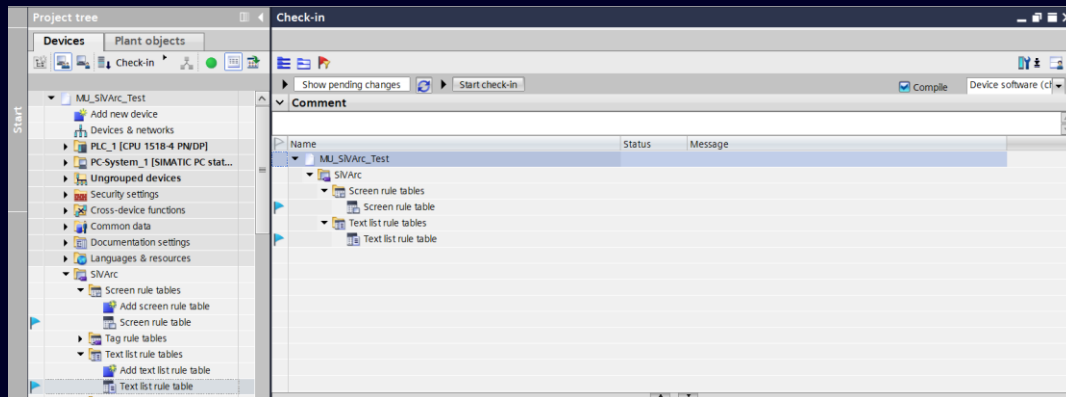 Project tree
Check-in
Devices
Plant objects
Check-in
Start
Show pending changes
Start check-in
Compile
Device software (cl
Comment
Name
Status
Message
MU_SiVArc_Test
SiVArc
Screen rule tables
Screen rule table
Text list rule tables
Text list rule table
MU_SiVArc_Test
Add new device
Devices & networks
PLC_1 [CPU 1518-4 PN/DP]
PC-System_1 [SIMATIC PC stat...
Ungrouped devices
Security settings
Cross-device functions
Common data
Documentation settings
Languages & resources
SiVArc
Screen rule tables
Add screen rule table
Screen rule table
Tag rule tables
Text list rule tables
Add text list rule table
Text list rule table